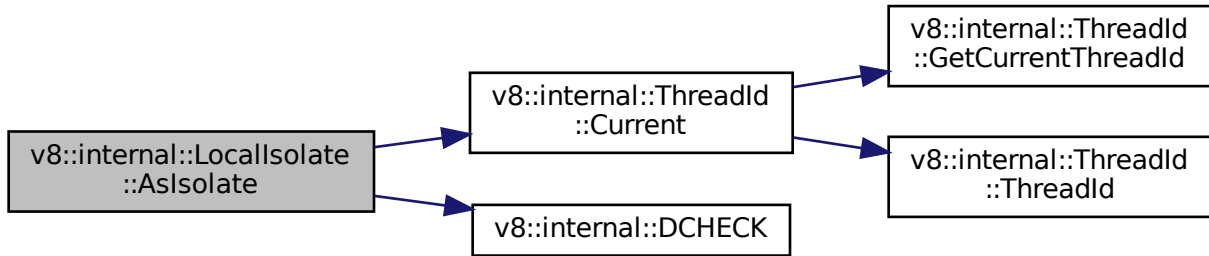 v8::internal::LocalIsolate
::AsIsolate
v8::internal::ThreadId
::Current
v8::internal::DCHECK
v8::internal::ThreadId
::GetCurrentThreadId
v8::internal::ThreadId
::ThreadId